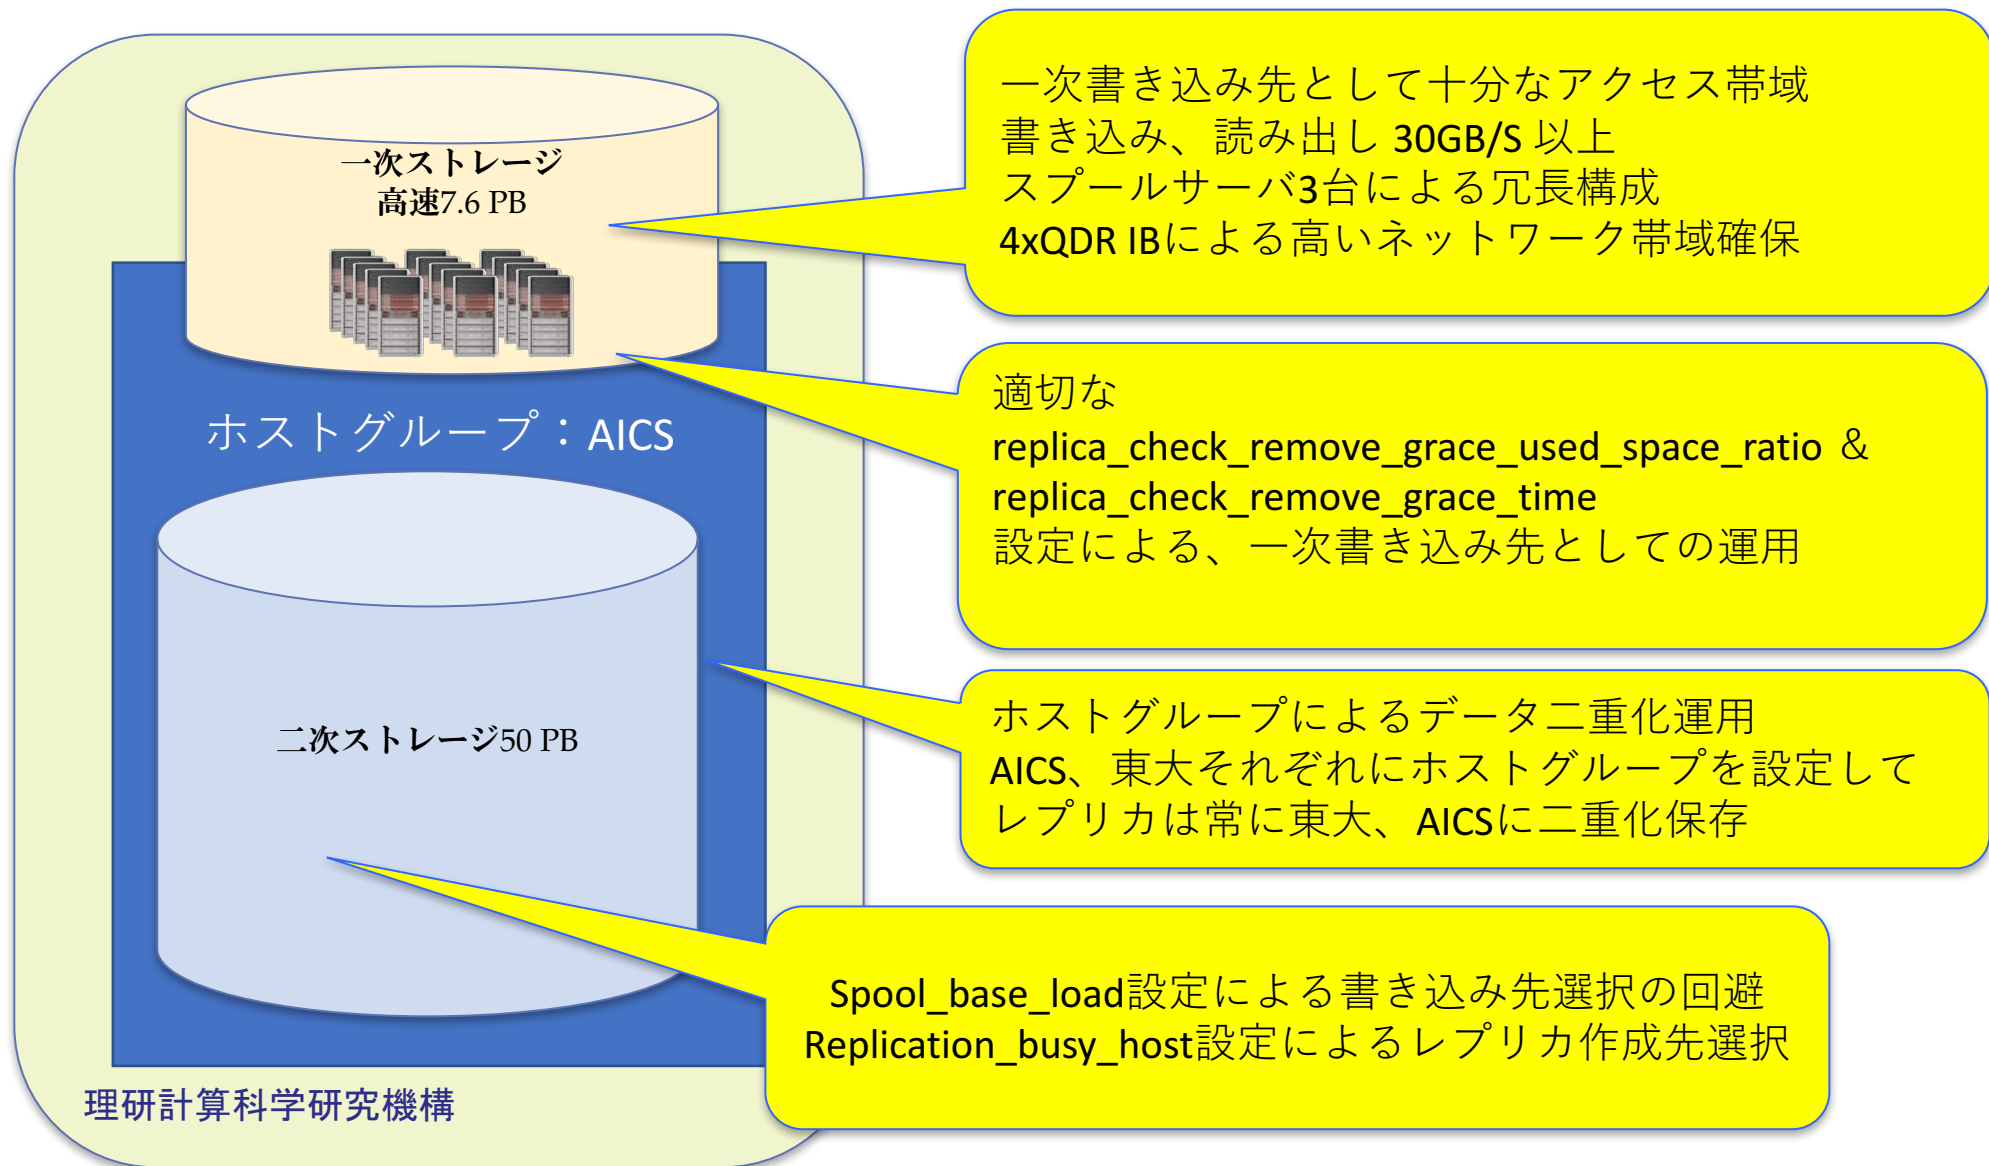 一次ストレージ
高速7.6 PB
ホストグループ：AICS
二次ストレージ50 PB
理研計算科学研究機構
一次書き込み先として十分なアクセス帯域
書き込み、読み出し 30GB/S 以上
スプールサーバ3台による冗長構成
4xQDR IBによる高いネットワーク帯域確保
適切な
replica_check_remove_grace_used_space_ratio ＆
replica_check_remove_grace_time
設定による、一次書き込み先としての運用
ホストグループによるデータ二重化運用
AICS、東大それぞれにホストグループを設定して
レプリカは常に東大、AICSに二重化保存
Spool_base_load設定による書き込み先選択の回避
Replication_busy_host設定によるレプリカ作成先選択